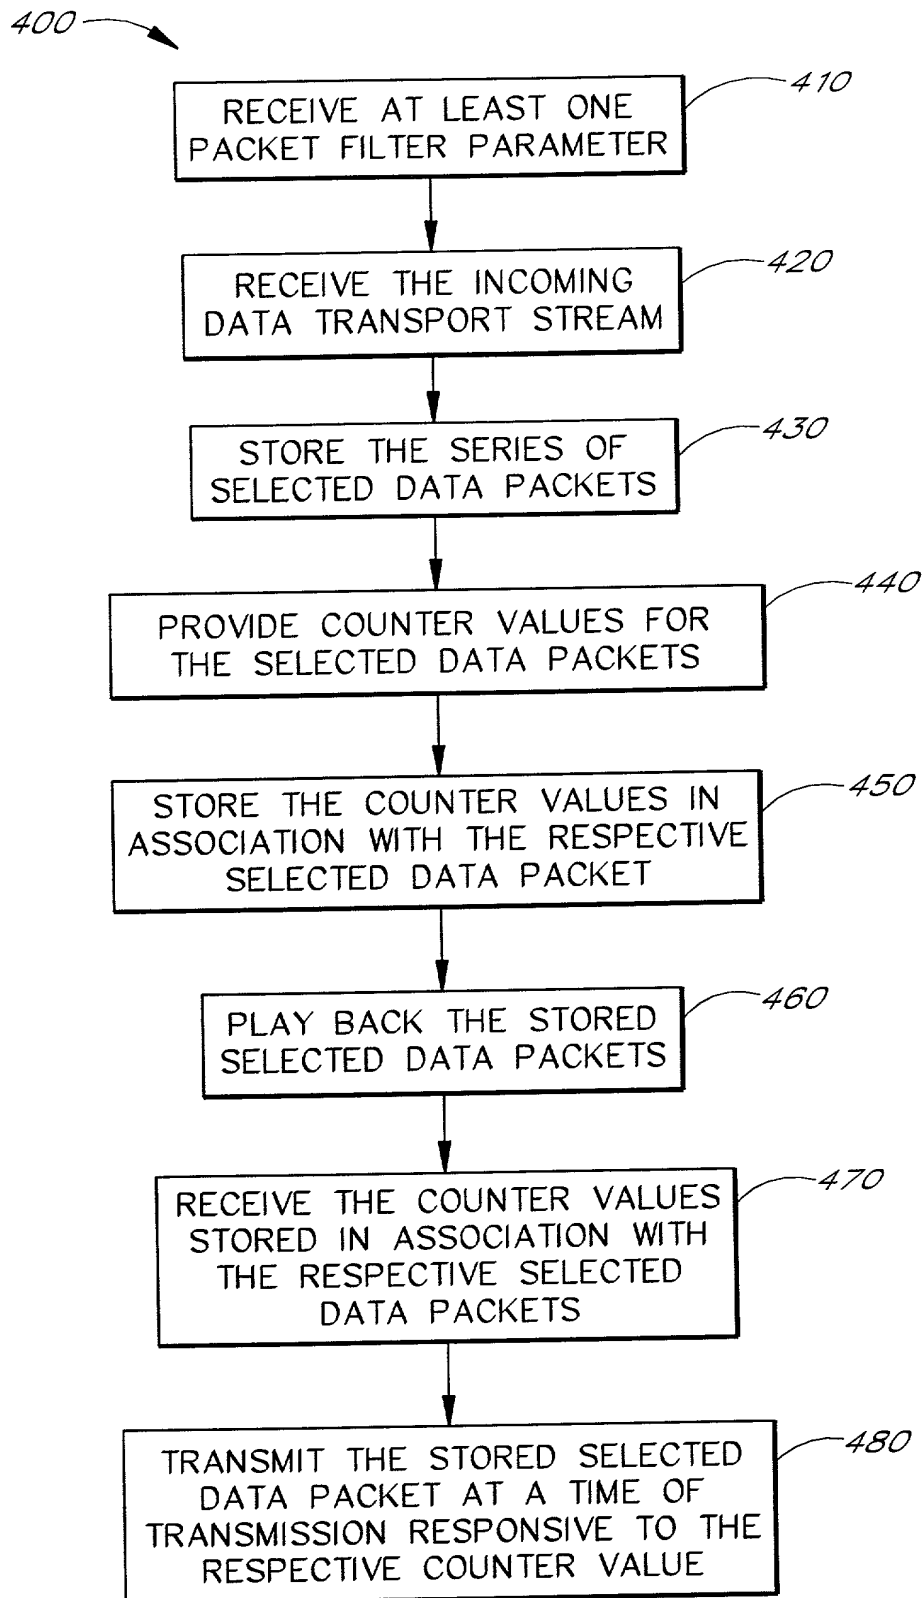 400
410
RECEIVE AT LEAST ONE
PACKET FILTER PARAMETER
420
RECEIVE THE INCOMING
DATA TRANSPORT STREAM
430
STORE THE SERIES OF
SELECTED DATA PACKETS
440
PROVIDE COUNTER VALUES FOR
THE SELECTED DATA PACKETS
450
STORE THE COUNTER VALUES IN
ASSOCIATION WITH THE RESPECTIVE
SELECTED DATA PACKET
460
PLAY BACK THE STORED
SELECTED DATA PACKETS
470
RECEIVE THE COUNTER VALUES
STORED IN ASSOCIATION WITH
THE RESPECTIVE SELECTED
DATA PACKETS
480
TRANSMIT THE STORED SELECTED
DATA PACKET AT A TIME OF
TRANSMISSION RESPONSIVE TO THE
RESPECTIVE COUNTER VALUE